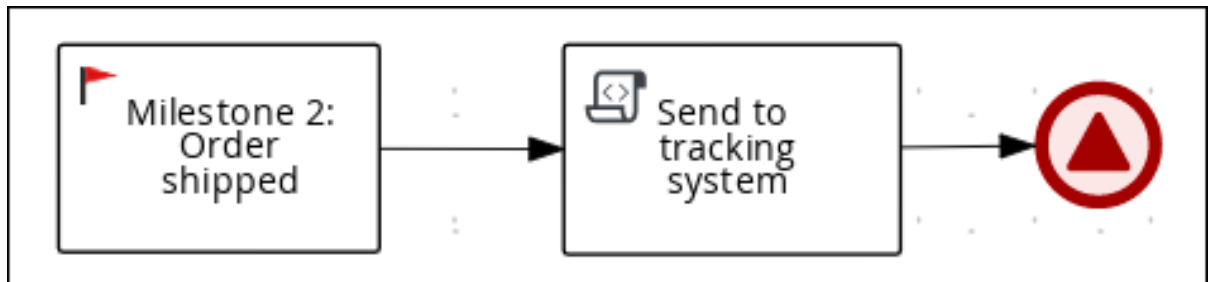 Milestone 2:
Order
shipped
Send to
tracking
system